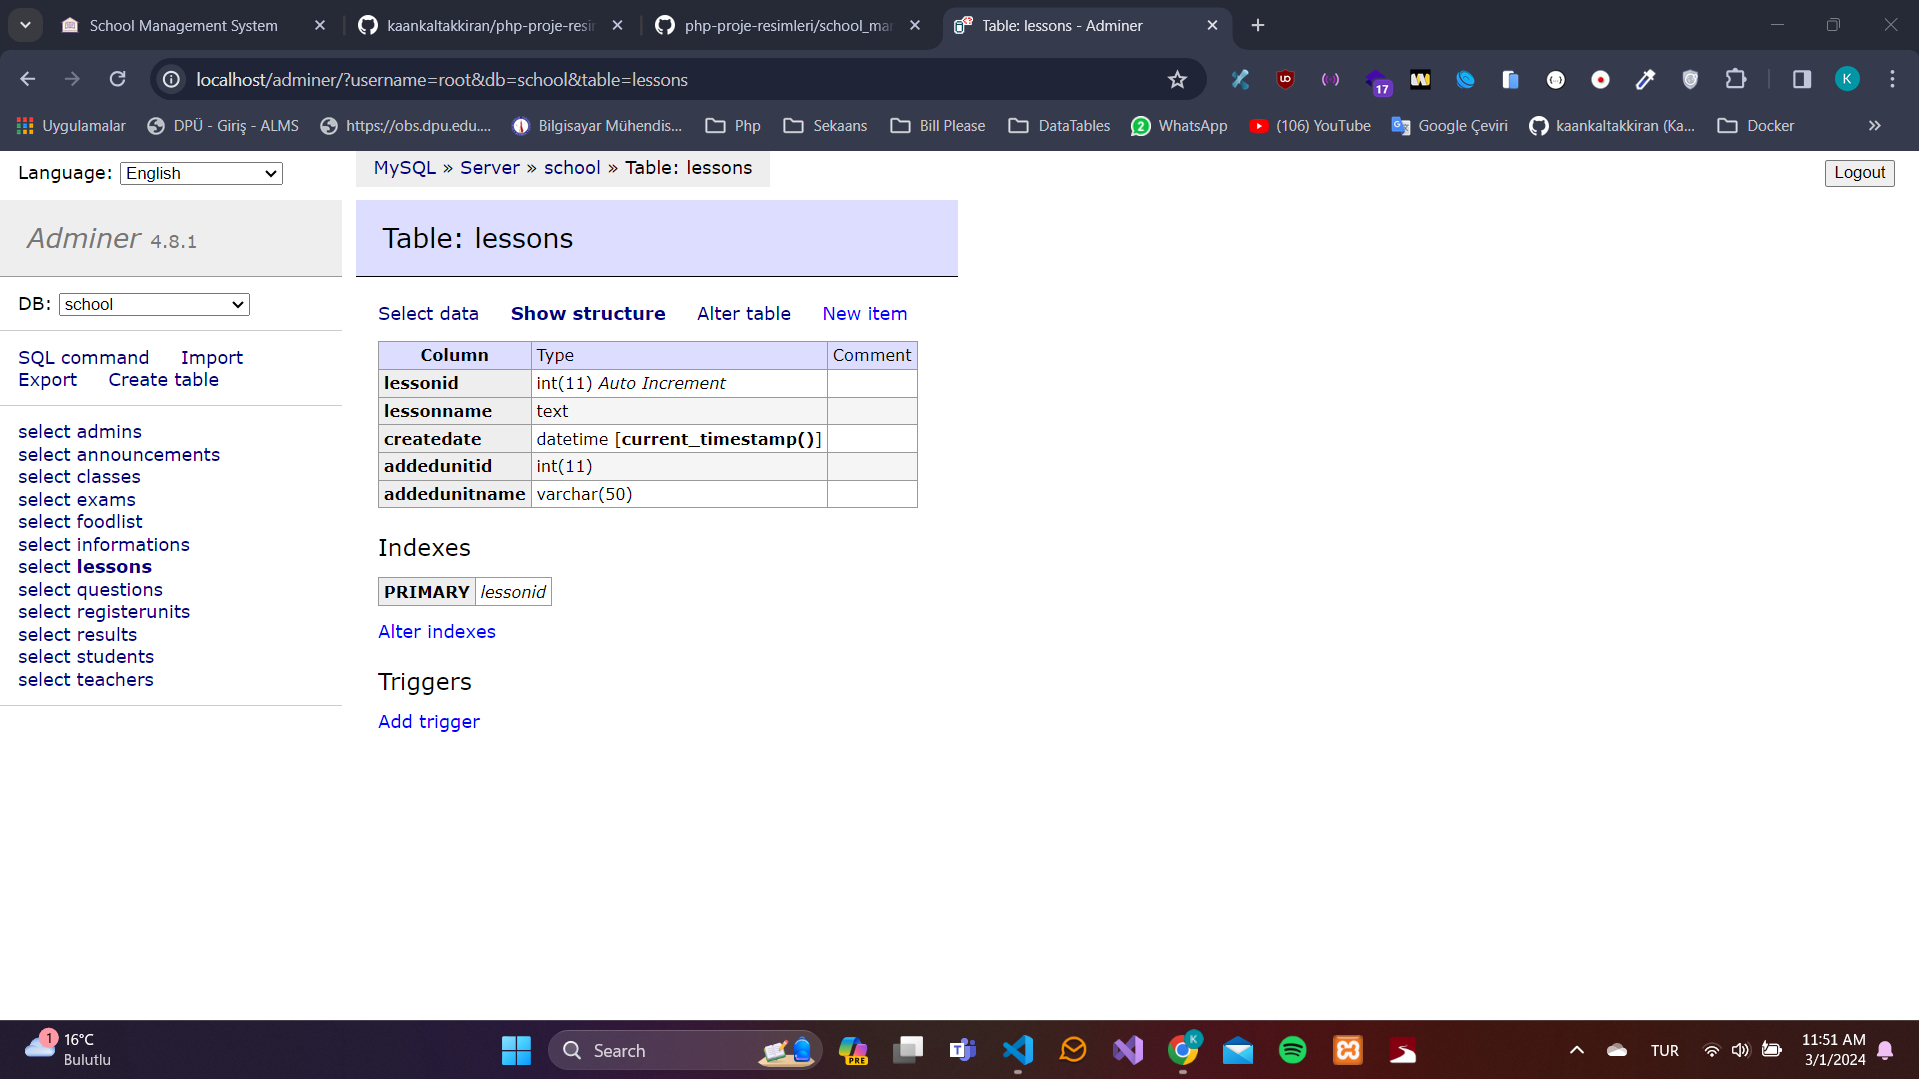 School Management System
kaankaltakkiran/php-proje-resim
php-proje-resimleri/school_mar
Table: lessons - Adminer
localhost/adminer/?username=root&db=school&table=lessons
17
K
Uygulamalar
DPÜ - Giriş - ALMS
https://obs.dpu.edu....
Bilgisayar Mühendis...
Php
Sekaans
Bill Please
DataTables
2
WhatsApp
(106) YouTube
Google Çeviri
kaankaltakkiran (Ka...
Docker
Language: English
MySQL » Server » school » Table: lessons
Logout
Adminer 4.8.1
Table: lessons
DB: school
Select data Show structure Alter table New item
SQL command Import
Export Create table
Column Type Comment
lessonid int(11) Auto Increment
lessonname text
createdate datetime [current_timestamp()]
addedunitid int(11)
addedunitname varchar(50)
select admins
select announcements
select classes
select exams
select foodlist
select informations
select lessons
select questions
select registerunits
select results
select students
select teachers
Indexes
PRIMARY lessonid
Alter indexes
Triggers
Add trigger
1
16°C
Bulutlu
Search
PRE
K
TUR
11:51 AM
3/1/2024